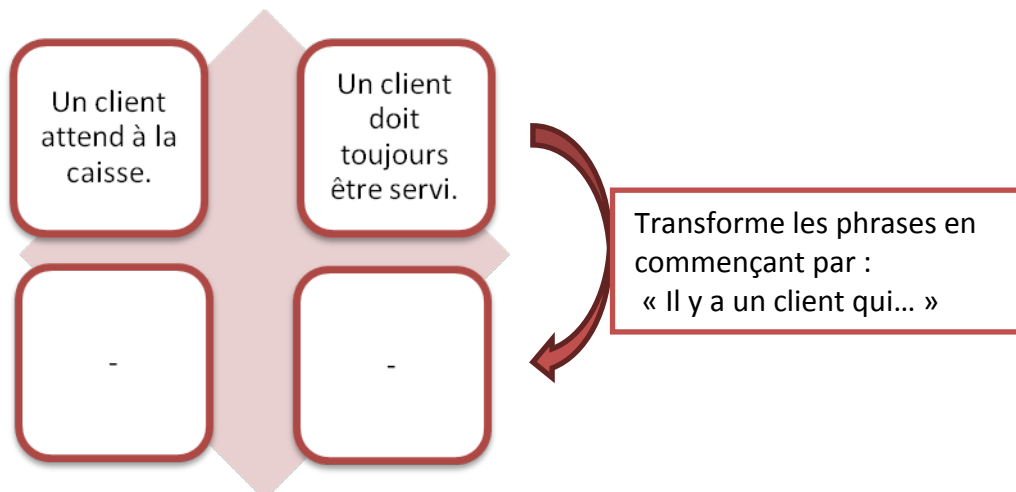 Un client
attend à la
caisse.
Un client
doit
toujours
être servi.
Transforme les phrases en
commençant par :
« Il y a un client qui… »
-
-